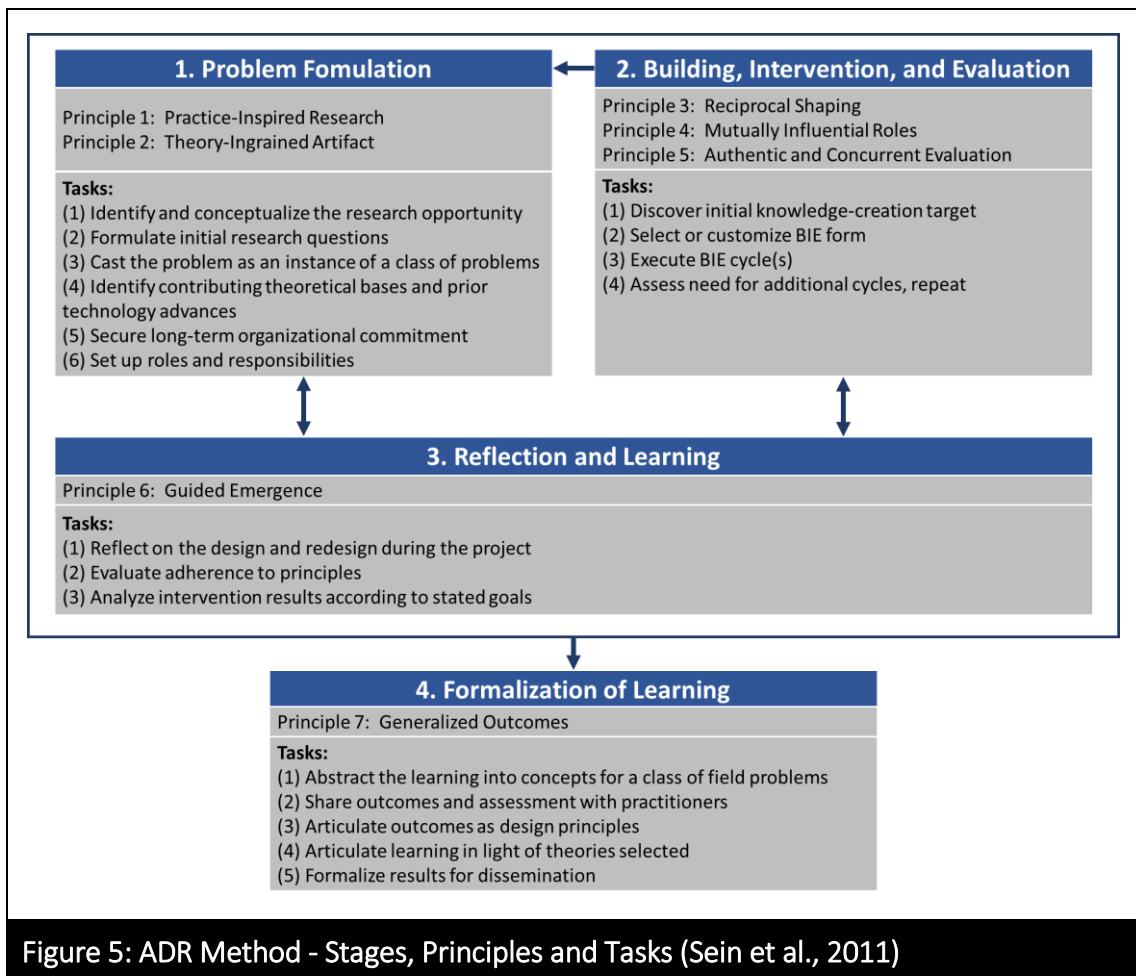 1. Problem Fomulation
Principle 1:  Practice-Inspired Research
Principle 2:  Theory-Ingrained Artifact
Tasks:
(1) Identify and conceptualize the research opportunity
(2) Formulate initial research questions
(3) Cast the problem as an instance of a class of problems
(4) Identify contributing theoretical bases and prior
technology advances
(5) Secure long-term organizational commitment
(6) Set up roles and responsibilities
2. Building, Intervention, and Evaluation
Principle 3:  Reciprocal Shaping
Principle 4:  Mutually Influential Roles
Principle 5:  Authentic and Concurrent Evaluation
Tasks:
(1) Discover initial knowledge-creation target
(2) Select or customize BIE form
(3) Execute BIE cycle(s)
(4) Assess need for additional cycles, repeat
3. Reflection and Learning
Principle 6:  Guided Emergence
Tasks:
(1) Reflect on the design and redesign during the project
(2) Evaluate adherence to principles
(3) Analyze intervention results according to stated goals
4. Formalization of Learning
Principle 7:  Generalized Outcomes
Tasks:
(1) Abstract the learning into concepts for a class of field problems
(2) Share outcomes and assessment with practitioners
(3) Articulate outcomes as design principles
(4) Articulate learning in light of theories selected
(5) Formalize results for dissemination
Figure 5: ADR Method - Stages, Principles and Tasks (Sein et al., 2011)